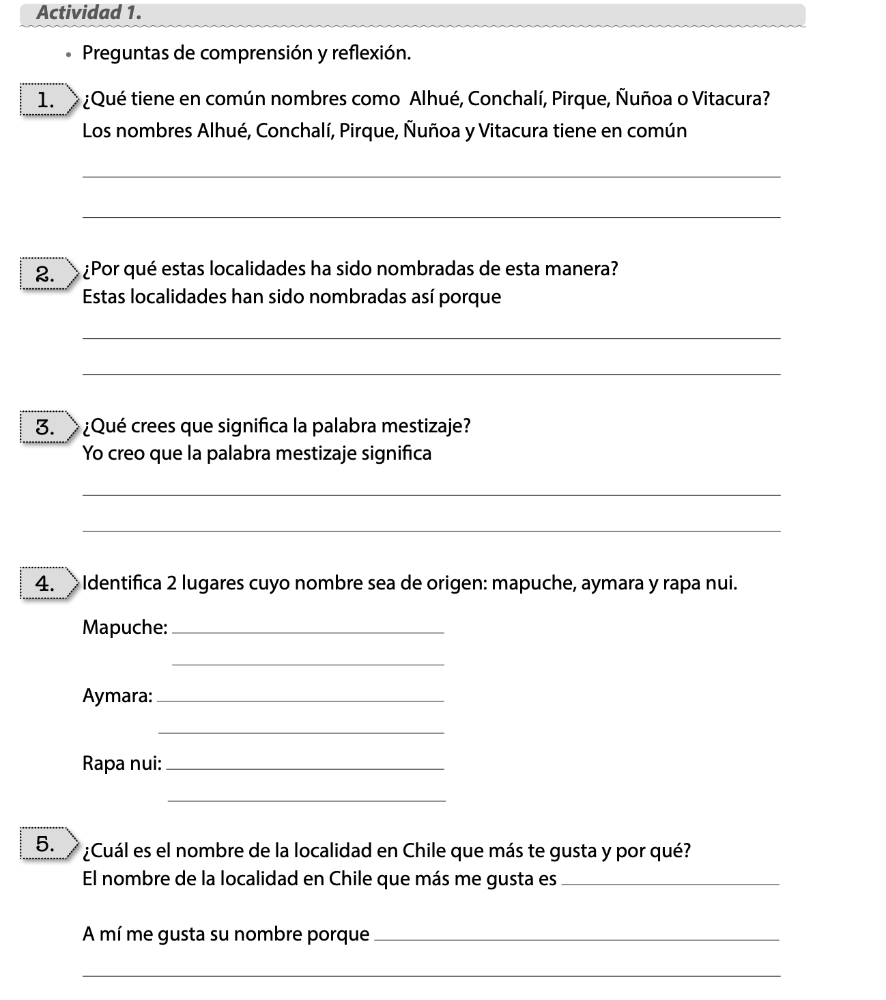 Actividad 1.
• Preguntas de comprensión y reflexión.
1. ¿Qué tiene en común nombres como Alhué, Conchalí, Pirque, Ñuñoa o Vitacura?
Los nombres Alhué, Conchalí, Pirque, Ñuñoa y Vitacura tiene en común
2. ¿Por qué estas localidades ha sido nombradas de esta manera?
Estas localidades han sido nombradas así porque
3. ¿Qué crees que significa la palabra mestizaje?
Yo creo que la palabra mestizaje significa
4. Identifica 2 lugares cuyo nombre sea de origen: mapuche, aymara y rapa nui.
Mapuche:
Aymara:
Rapa nui:
5. ¿Cuál es el nombre de la localidad en Chile que más te gusta y por qué?
El nombre de la localidad en Chile que más me gusta es
A mí me gusta su nombre porque